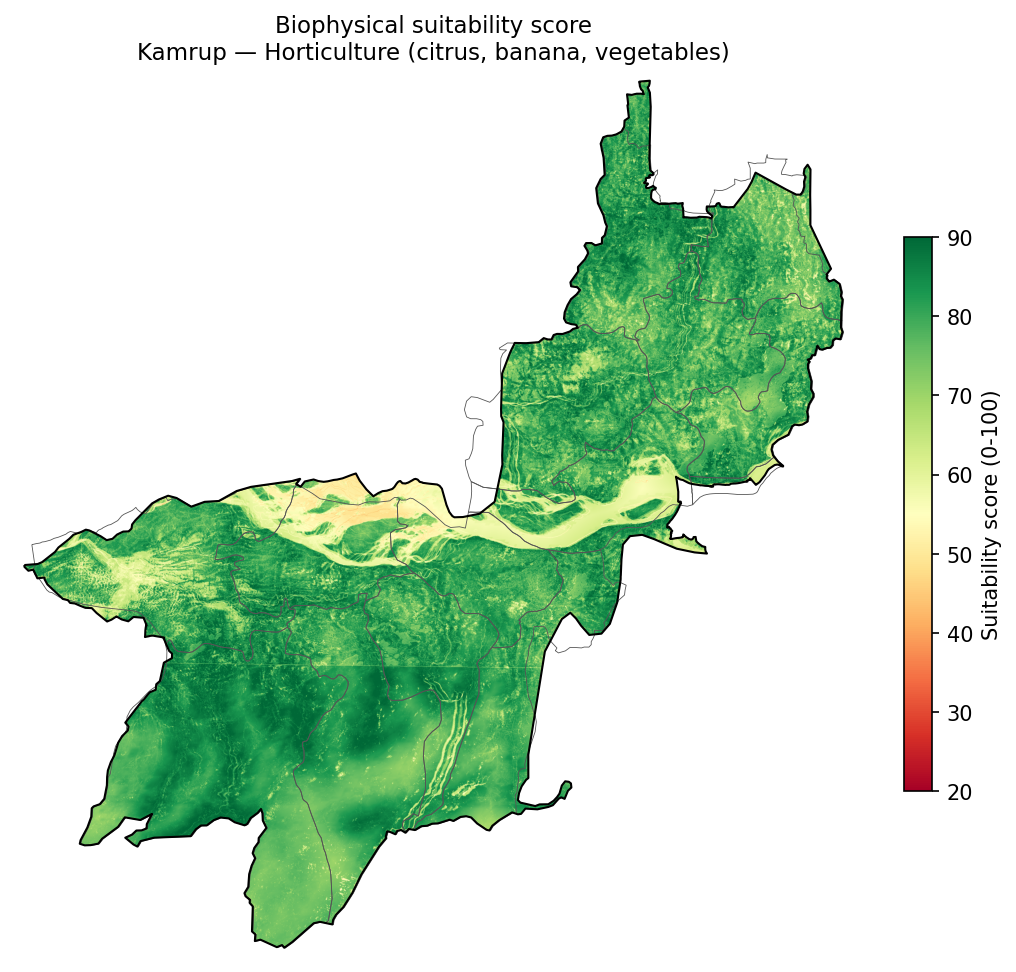 Biophysical suitability score
Kamrup — Horticulture (citrus, banana, vegetables)
90
80
70
60
50
40
30
20
Suitability score (0-100)